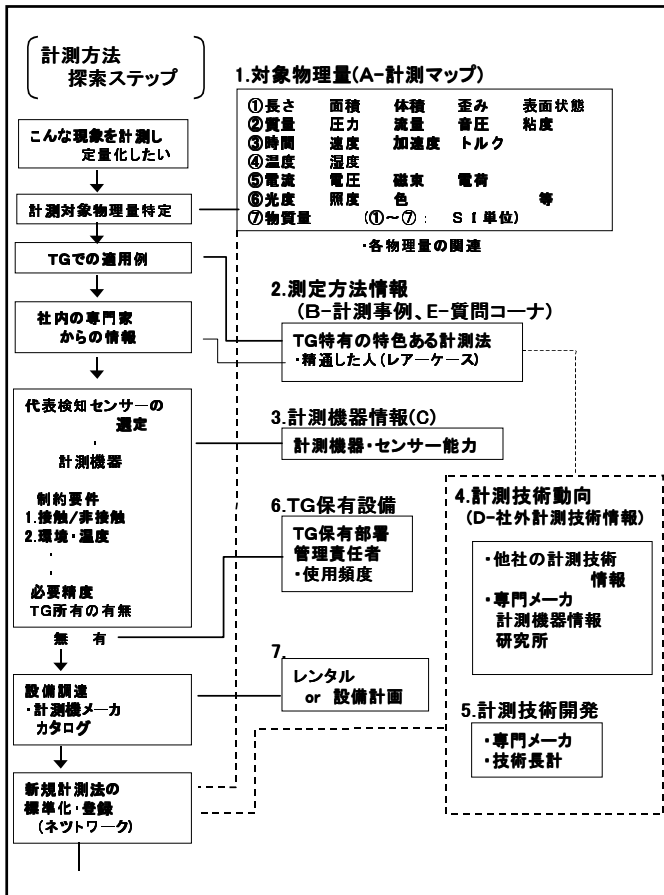 計測方法
探索ステップ
こんな現象を計測し
定量化したい
計測対象物理量特定
TGでの適用例
社内の専門家
からの情報
代表検知センサーの
選定
・
計測機器
制約要件
1.接触/非接触
2.環境・温度
・
・
必要精度
TG所有の有無
無 有
設備調達
・計測機メーカ
カタログ
新規計測法の
標準化・登録
(ネットワーク)
1.対象物理量(A-計測マップ)
①長さ 面積 体積 歪み 表面状態
②質量 圧力 流量 音圧 粘度
③時間 速度 加速度 トルク
④温度 湿度
⑤電流 電圧 磁束 電荷
⑥光度 照度 色 等
⑦物質量 (①~⑦: SI単位)
・各物理量の関連
2.測定方法情報
(B-計測事例、E-質問コーナ)
TG特有の特色ある計測法
・精通した人(レアーケース)
3.計測機器情報(C)
計測機器・センサー能力
6.TG保有設備
TG保有部署
管理責任者
・使用頻度
7.
レンタル
or 設備計画
4.計測技術動向
(D-社外計測技術情報)
・他社の計測技術
情報
・専門メーカ
計測機器情報
研究所
5.計測技術開発
・専門メーカ
・技術長計